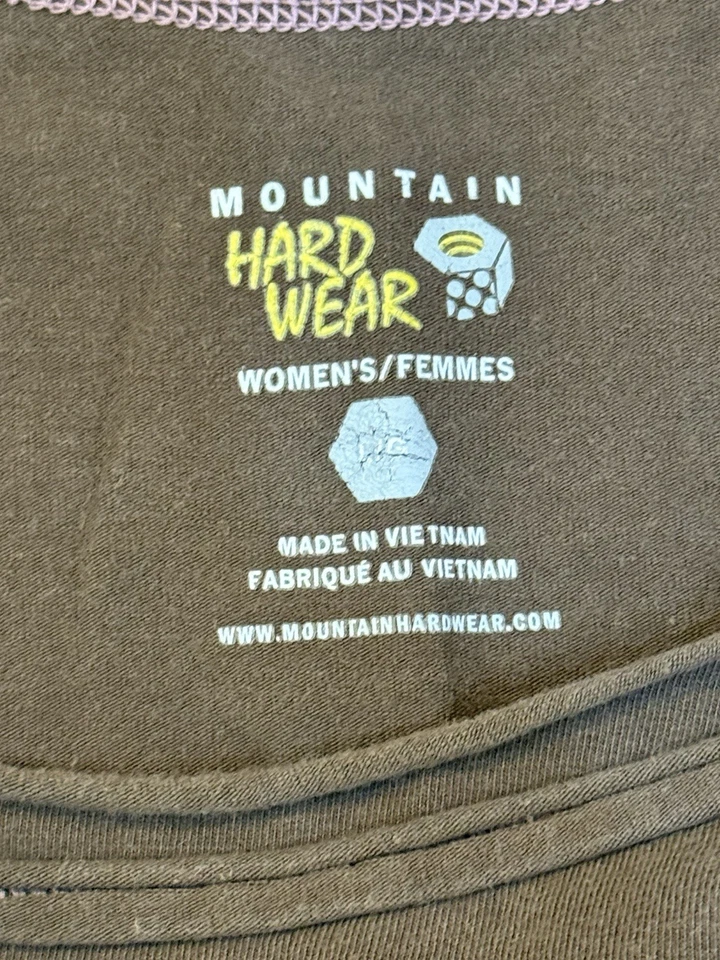 MOUNTAIN
HARD
WEAR
WOMEN'S/FEMMES
MADE IN VIETNAM
FABRIQUÉ AU VIETNAM
WWW.MOUNTAINHARDWEAR.COM